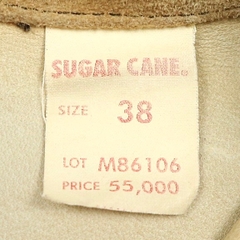 SUGAR CANE.
SIZE 38
LOT M86106
PRICE 55,000